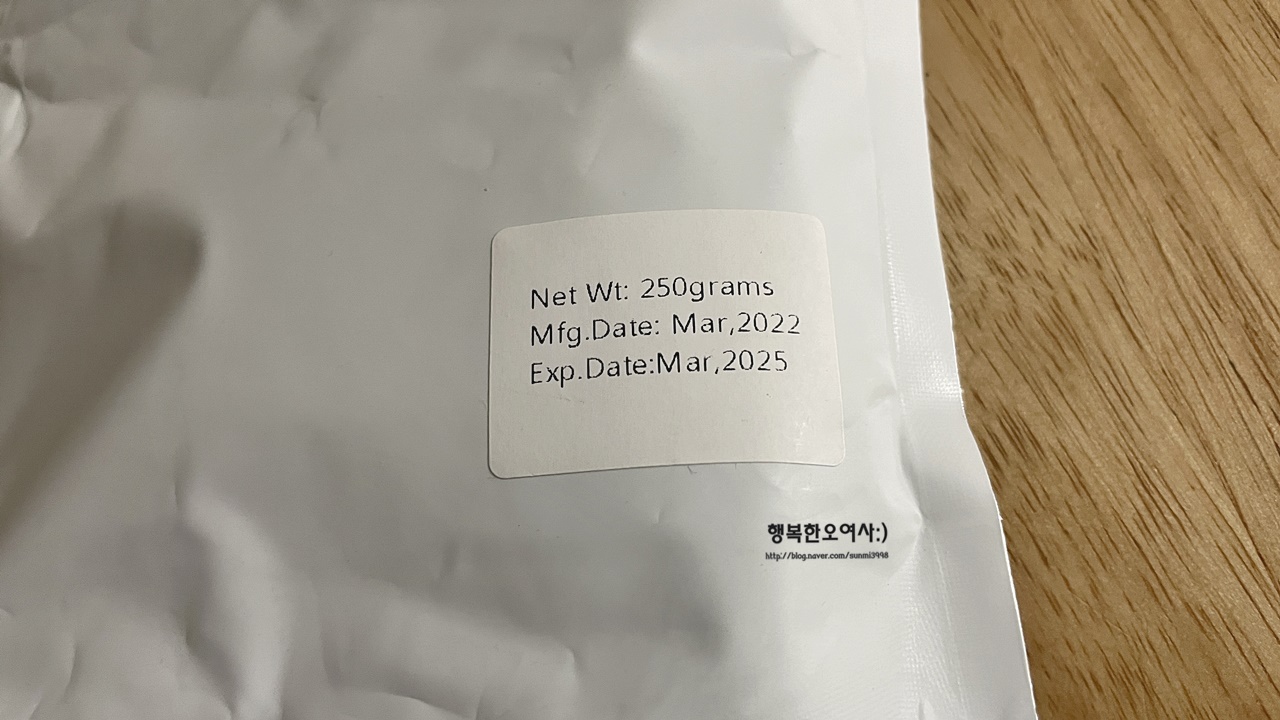 Net Wt: 250grams
Mfg.Date: Mar,2022
Exp.Date:Mar,2025
행복한오여사:)
http://blog.naver.com/sunmi3998